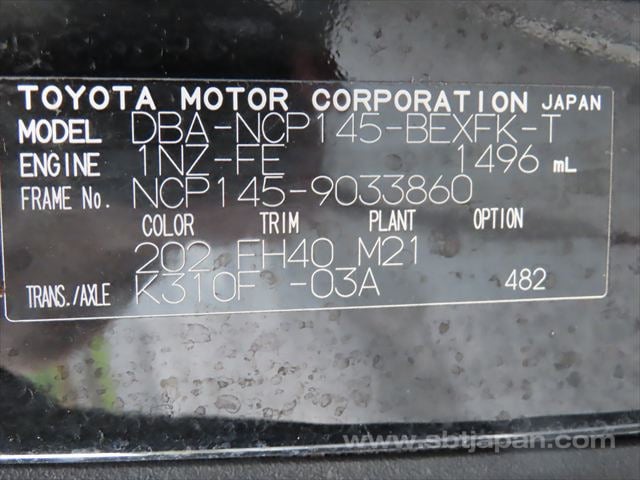 TOYOTA MOTOR CORPORATION JAPAN
MODEL DBA-NCP145-BEXFK-T
ENGINE 1NZ-FE 1496 mL
FRAME No. NCP145-9033860
COLOR TRIM PLANT OPTION
202 FH40 M21
TRANS./AXLE K310F -03A 482
www.sbtjapan.com